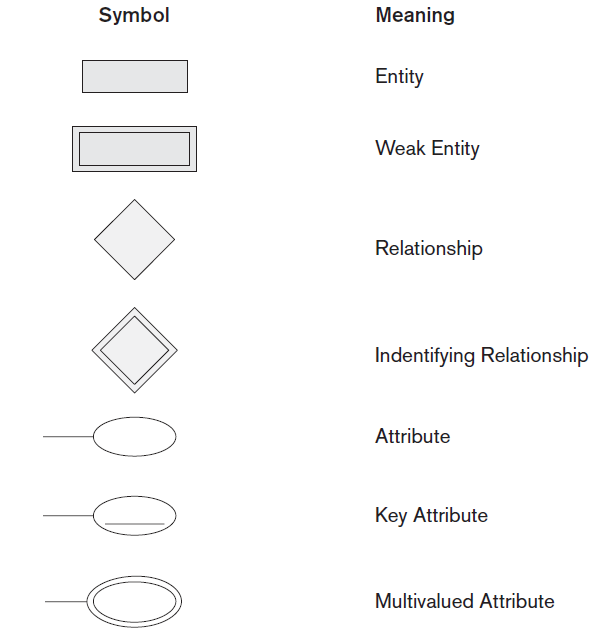 Symbol Meaning
Entity
Weak Entity
Relationship
Indentifying Relationship
Attribute
Key Attribute
Multivalued Attribute